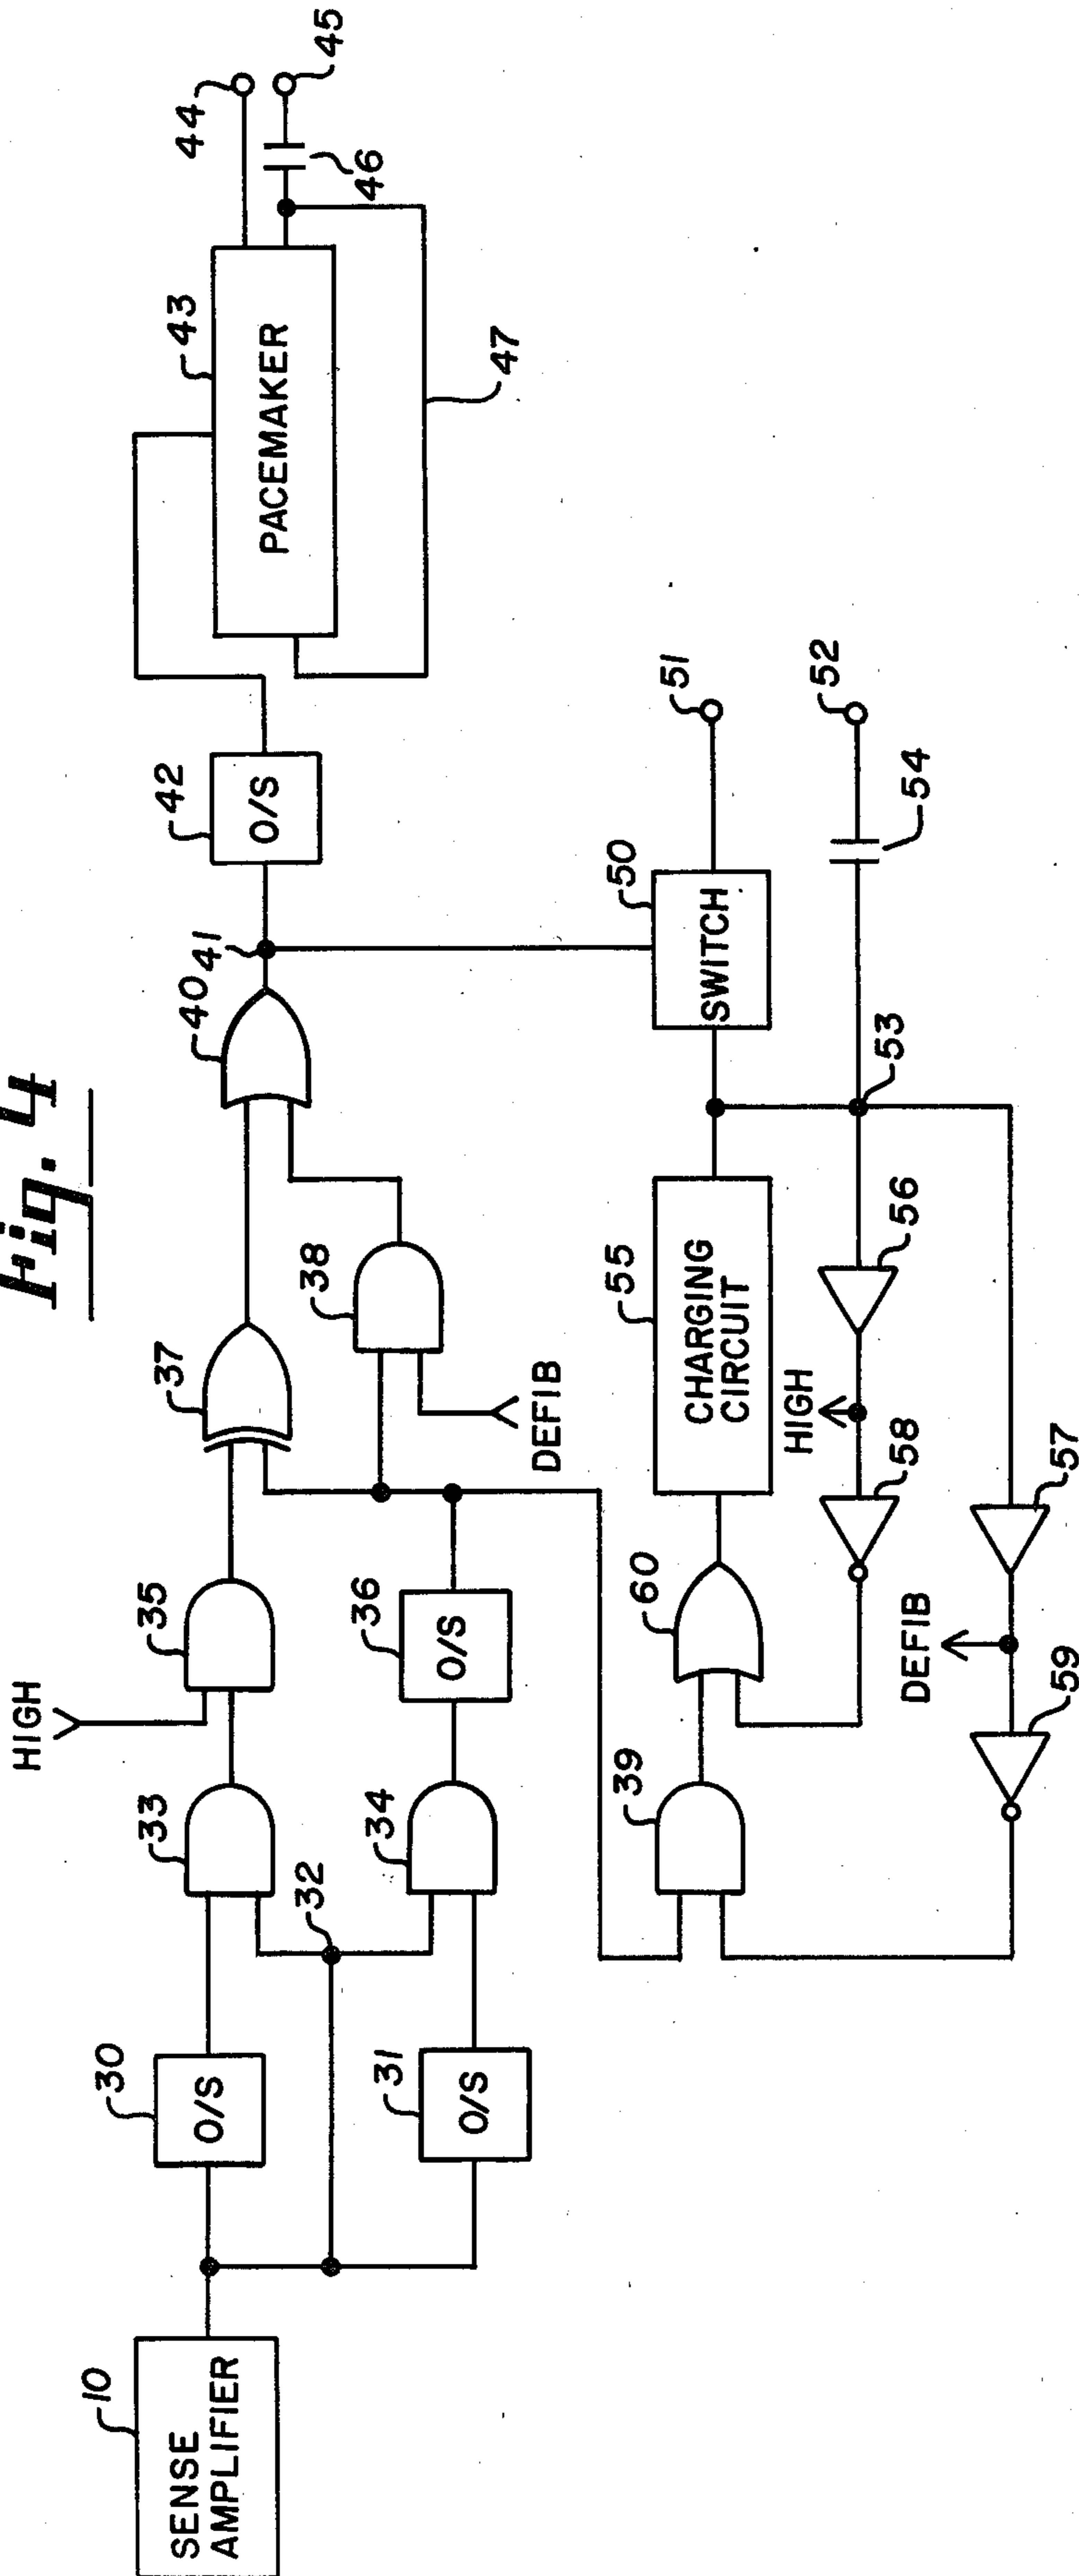 Fig. 4
10
SENSE
AMPLIFIER
30
O/S
31
O/S
32
33
34
HIGH
35
36
O/S
37
38
DEFIB
40
41
42
O/S
43
PACEMAKER
44
45
46
47
39
60
55
CHARGING
CIRCUIT
50
SWITCH
51
52
54
53
56
HIGH
58
57
DEFIB
59